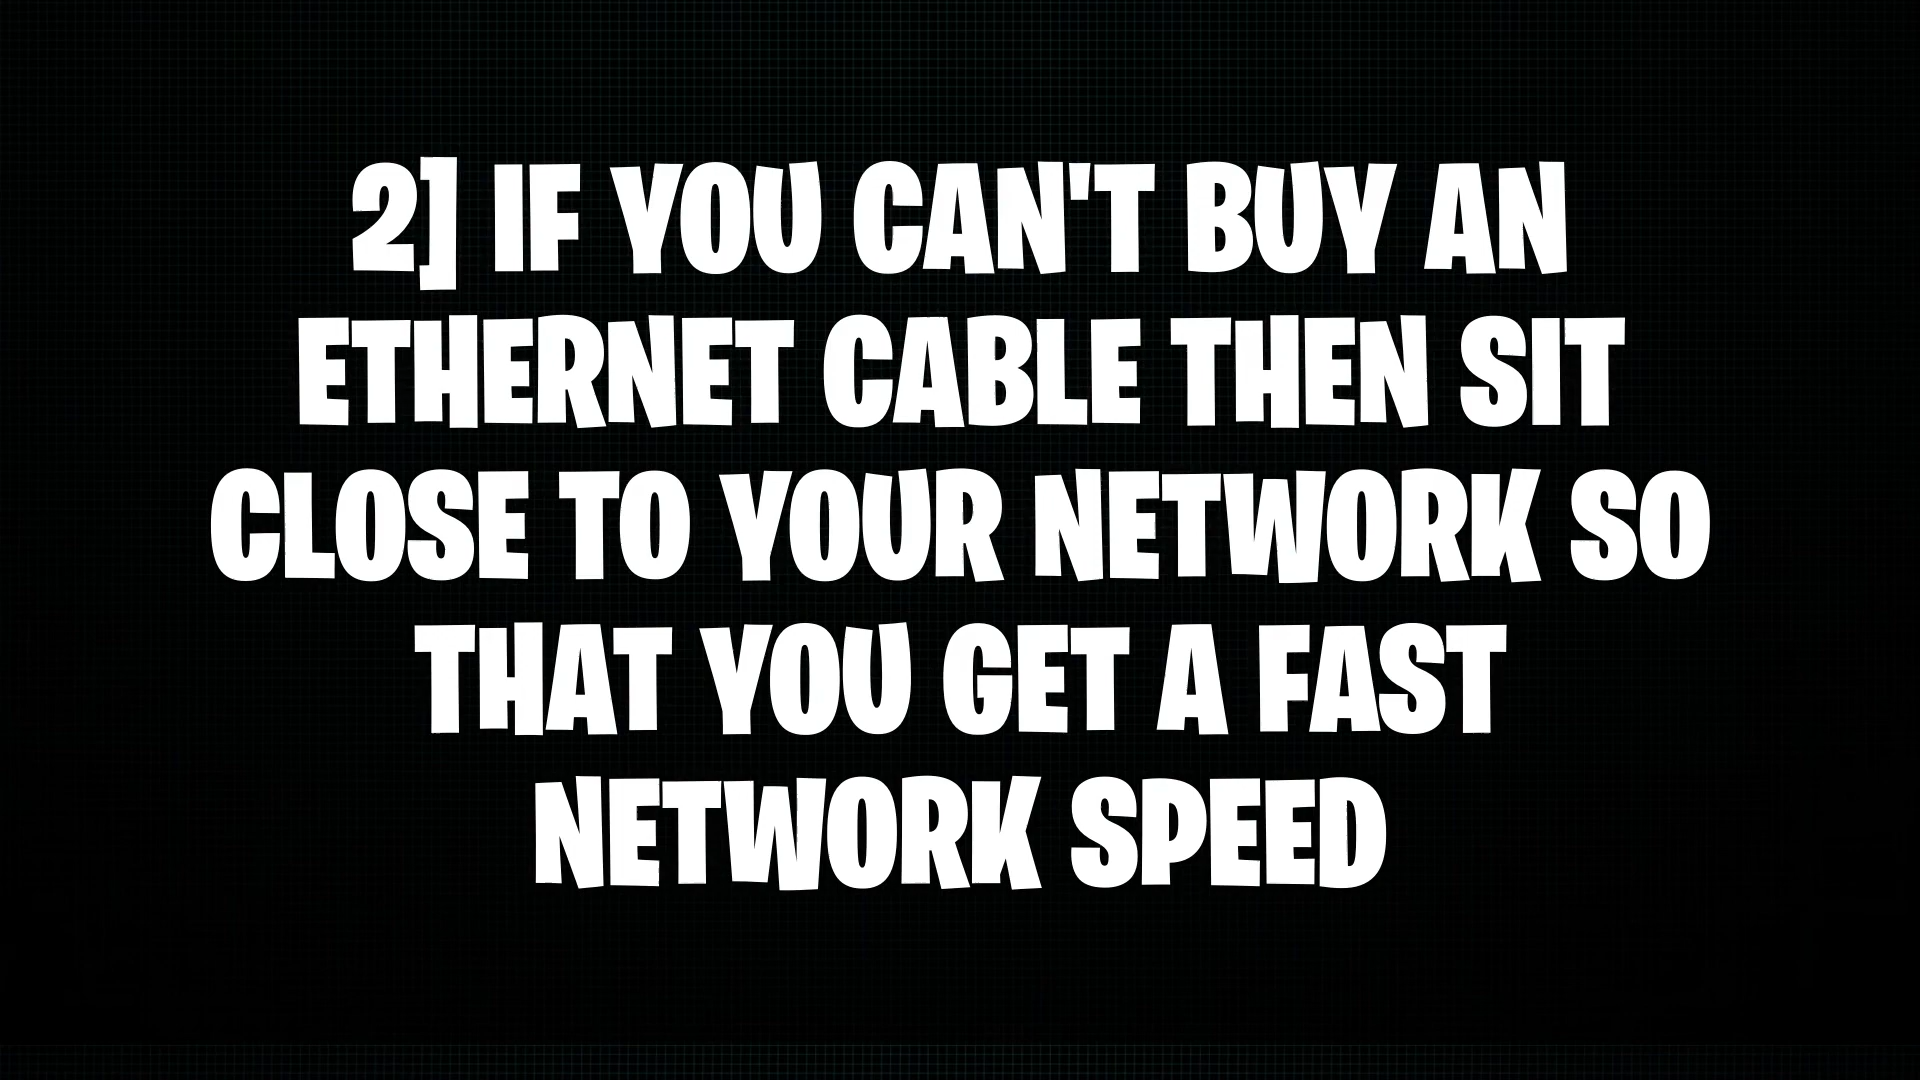 2] IF YOU CAN'T BUY AN
ETHERNET CABLE THEN SIT
CLOSE TO YOUR NETWORK SO
THAT YOU GET A FAST
NETWORK SPEED